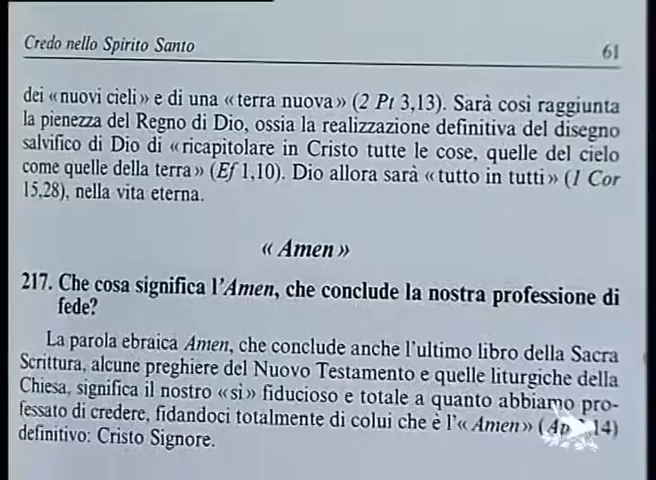 Credo nello Spirito Santo 61
dei «nuovi cieli» e di una «terra nuova» (2 Pt 3,13). Sarà così raggiunta
la pienezza del Regno di Dio, ossia la realizzazione definitiva del disegno
salvifico di Dio di «ricapitolare in Cristo tutte le cose, quelle del cielo
come quelle della terra» (Ef 1,10). Dio allora sarà «tutto in tutti» (1 Cor
15,28), nella vita eterna.
«Amen»
217. Che cosa significa l'Amen, che conclude la nostra professione di
fede?
La parola ebraica Amen, che conclude anche l'ultimo libro della Sacra
Scrittura, alcune preghiere del Nuovo Testamento e quelle liturgiche della
Chiesa, significa il nostro «sì» fiducioso e totale a quanto abbiamo pro-
fessato di credere, fidandoci totalmente di colui che è l'«Amen» (Ap 14)
definitivo: Cristo Signore.